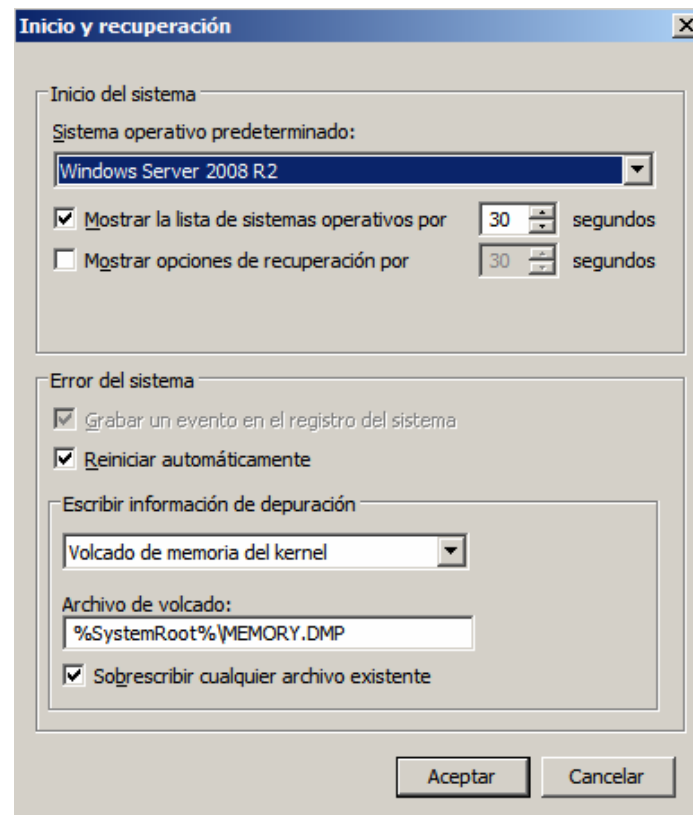 Inicio y recuperación
Inicio del sistema
Sistema operativo predeterminado:
Windows Server 2008 R2
Mostrar la lista de sistemas operativos por 30 segundos
Mostrar opciones de recuperación por 30 segundos
Error del sistema
Grabar un evento en el registro del sistema
Reiniciar automáticamente
Escribir información de depuración
Volcado de memoria del kernel
Archivo de volcado:
%SystemRoot%\MEMORY.DMP
Sobrescribir cualquier archivo existente
Aceptar Cancelar